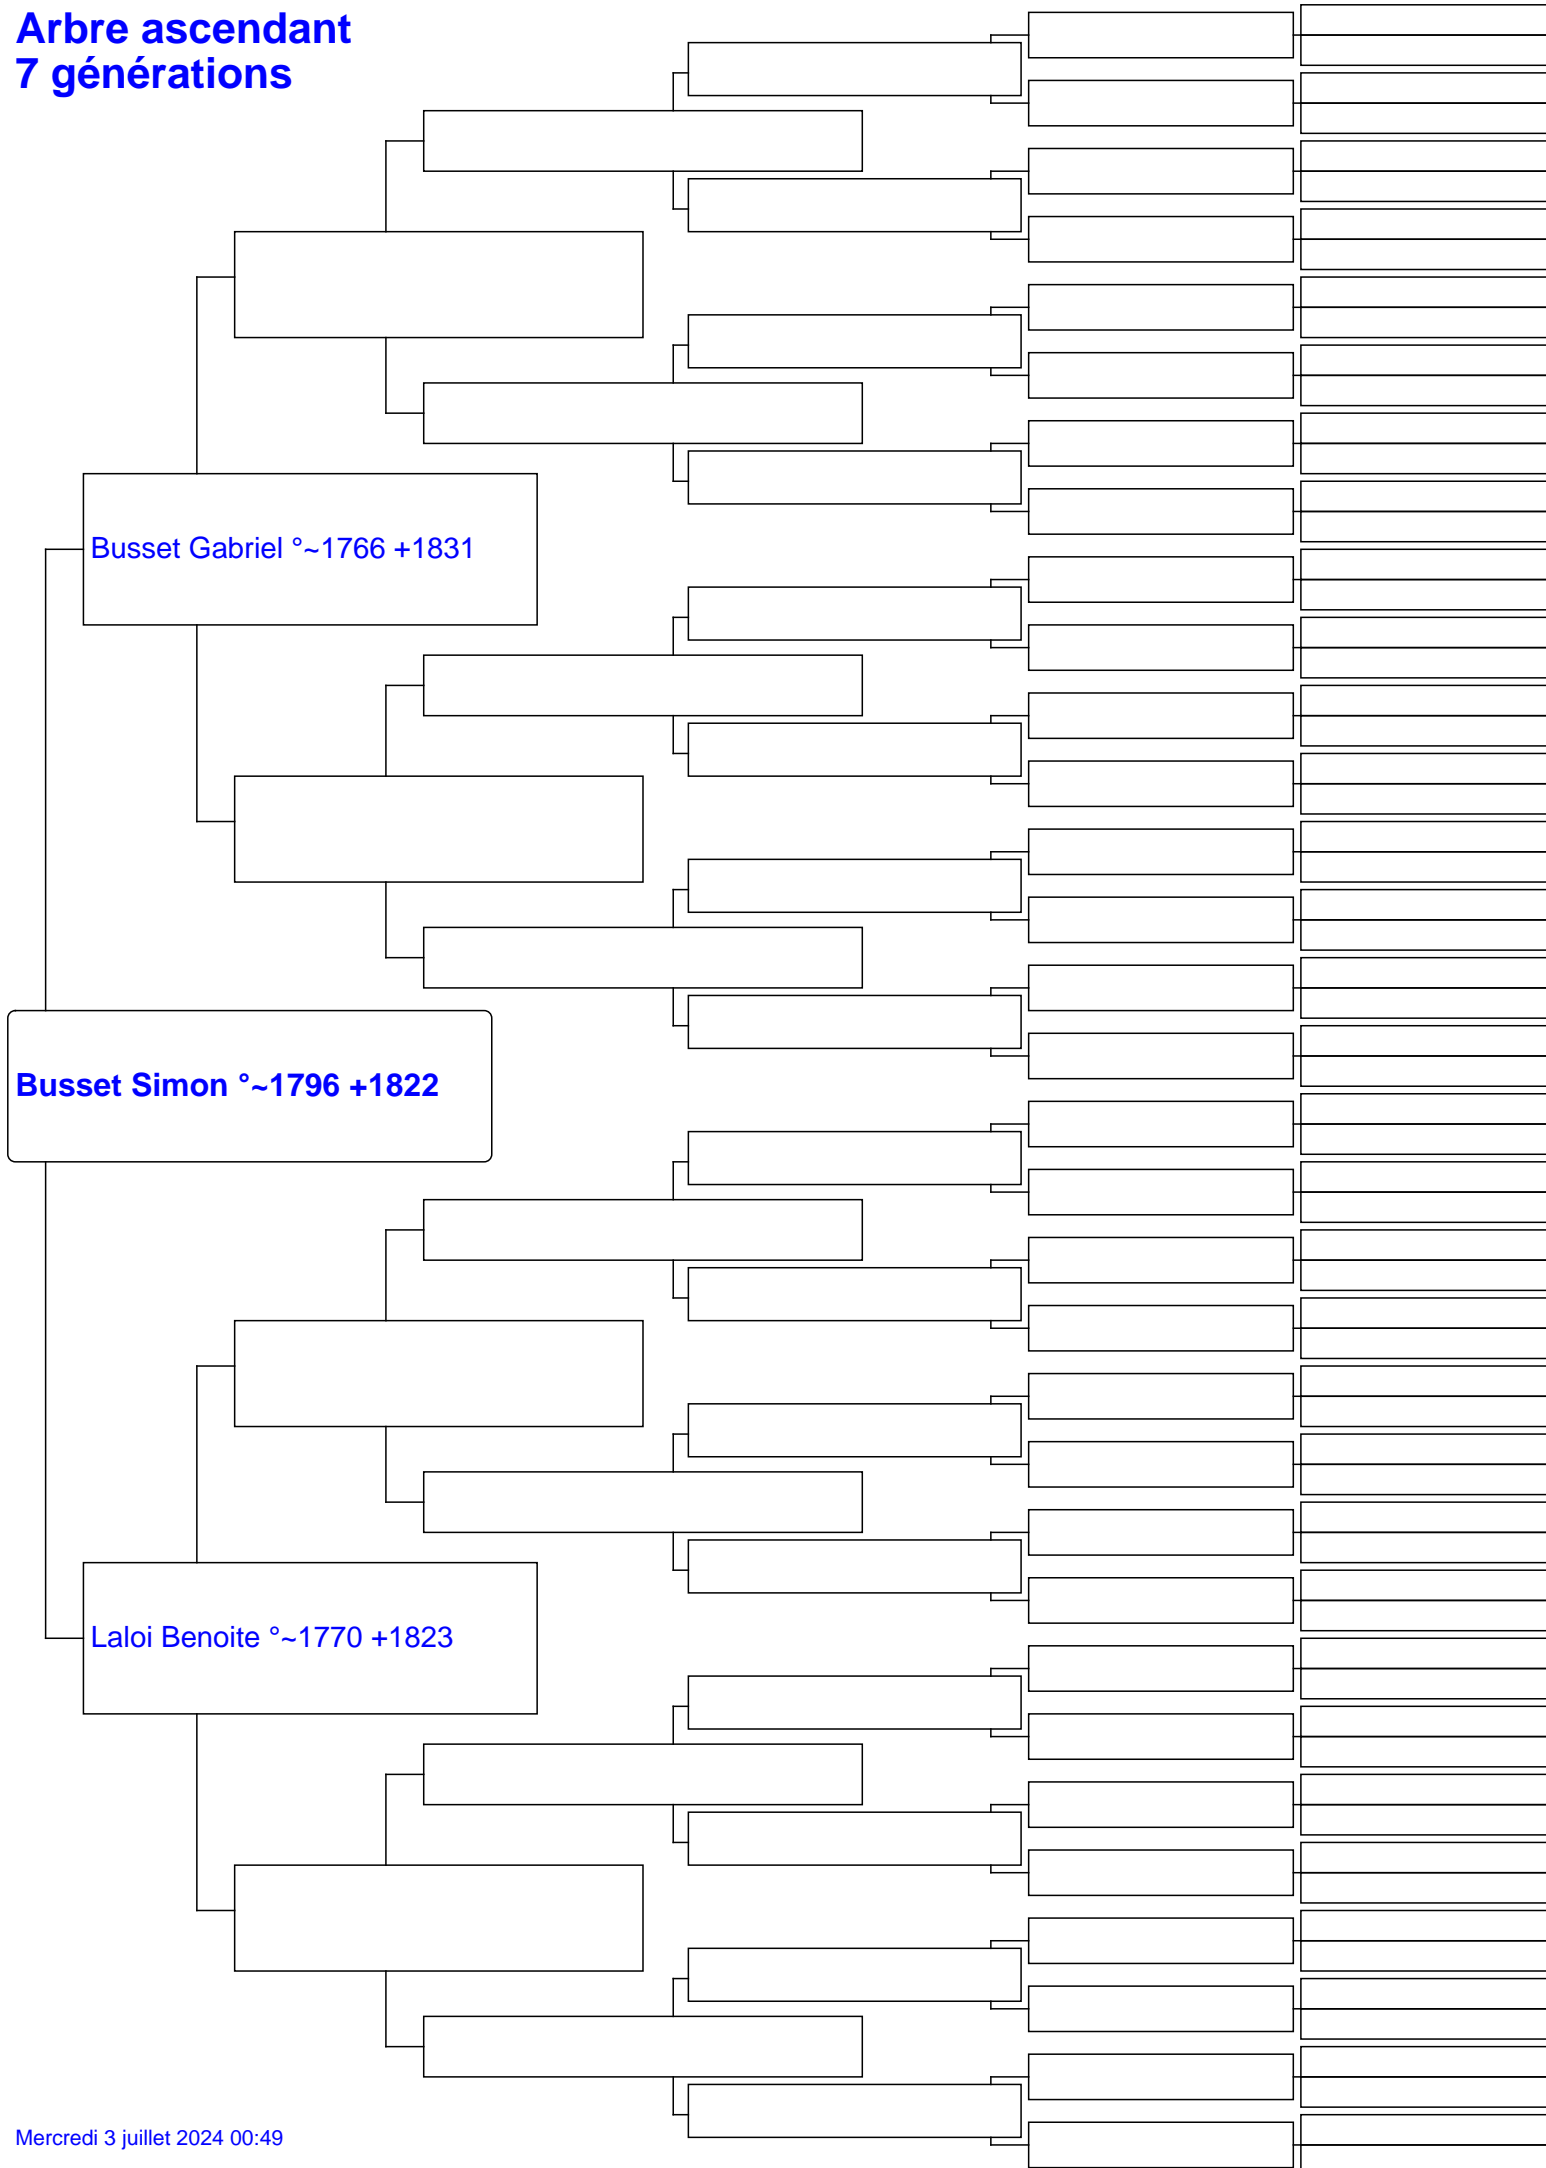 Arbre ascendant
7 générations
Busset Gabriel °~1766 +1831
Busset Simon °~1796 +1822
Laloi Benoite °~1770 +1823
Mercredi 3 juillet 2024 00:49